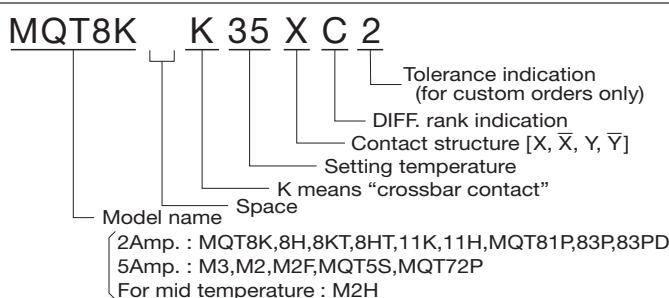 MQT8K K 35 X C 2
Tolerance indication
(for custom orders only)
DIFF. rank indication
Contact structure [X, X̅, Y, Y̅]
Setting temperature
K means “crossbar contact”
Space
Model name
2Amp. : MQT8K,8H,8KT,8HT,11K,11H,MQT81P,83P,83PD
5Amp. : M3,M2,M2F,MQT5S,MQT72P
For mid temperature : M2H